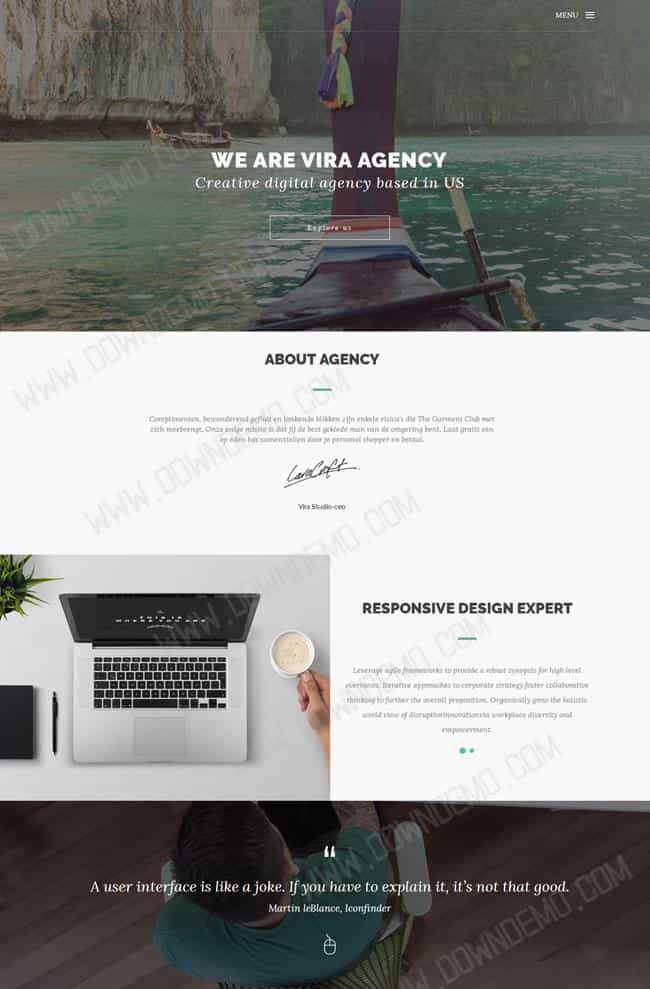 MENU
WE ARE VIRA AGENCY
Creative digital agency based in US
Explore us
ABOUT AGENCY
Complimenten, bewonderend gefluit en lonkende blikken zijn enkele risico's die The Garment Club met
zich meebrengt. Onze enige missie is dat jij de best geklede man van de omgeving bent. Laat gratis een
op eden hat samenstellen door je personal shopper en betaal.
Vira Studio-ceo
RESPONSIVE DESIGN EXPERT
Leverage agile frameworks to provide a robust synopsis for high level
overviews. Iterative approaches to corporate strategy foster collaborative
thinking to further the overall proposition. Organically grow the holistic
world view of disruptive innovation via workplace diversity and
empowerment.
“
A user interface is like a joke. If you have to explain it, it’s not that good.
Martin leBlance, Iconfinder
WWW.DOWNDEMO.COM